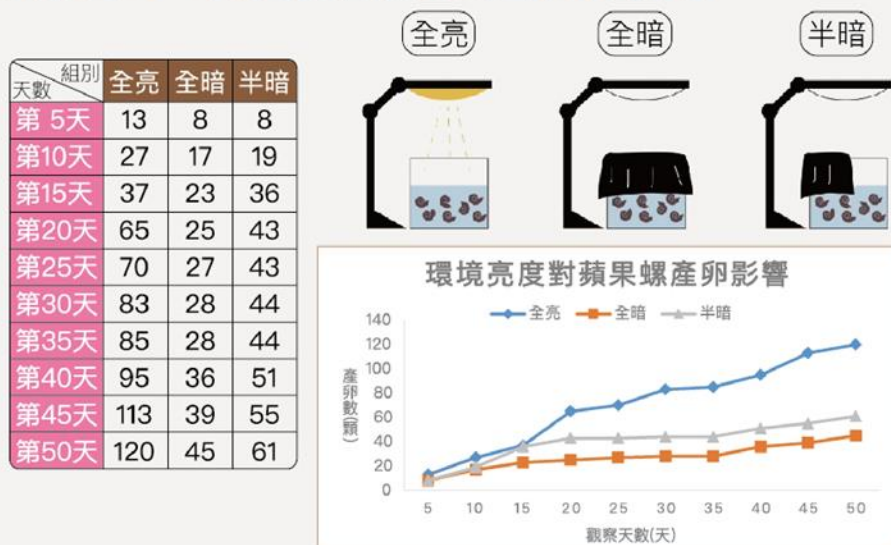 組別
天數
全亮 全暗 半暗
第 5天 13 8 8
第10天 27 17 19
第15天 37 23 36
第20天 65 25 43
第25天 70 27 43
第30天 83 28 44
第35天 85 28 44
第40天 95 36 51
第45天 113 39 55
第50天 120 45 61
全亮 全暗 半暗
環境亮度對蘋果螺產卵影響
全亮 全暗 半暗
產卵數(顆)
140
120
100
80
60
40
20
0
5 10 15 20 25 30 35 40 45 50
觀察天數(天)